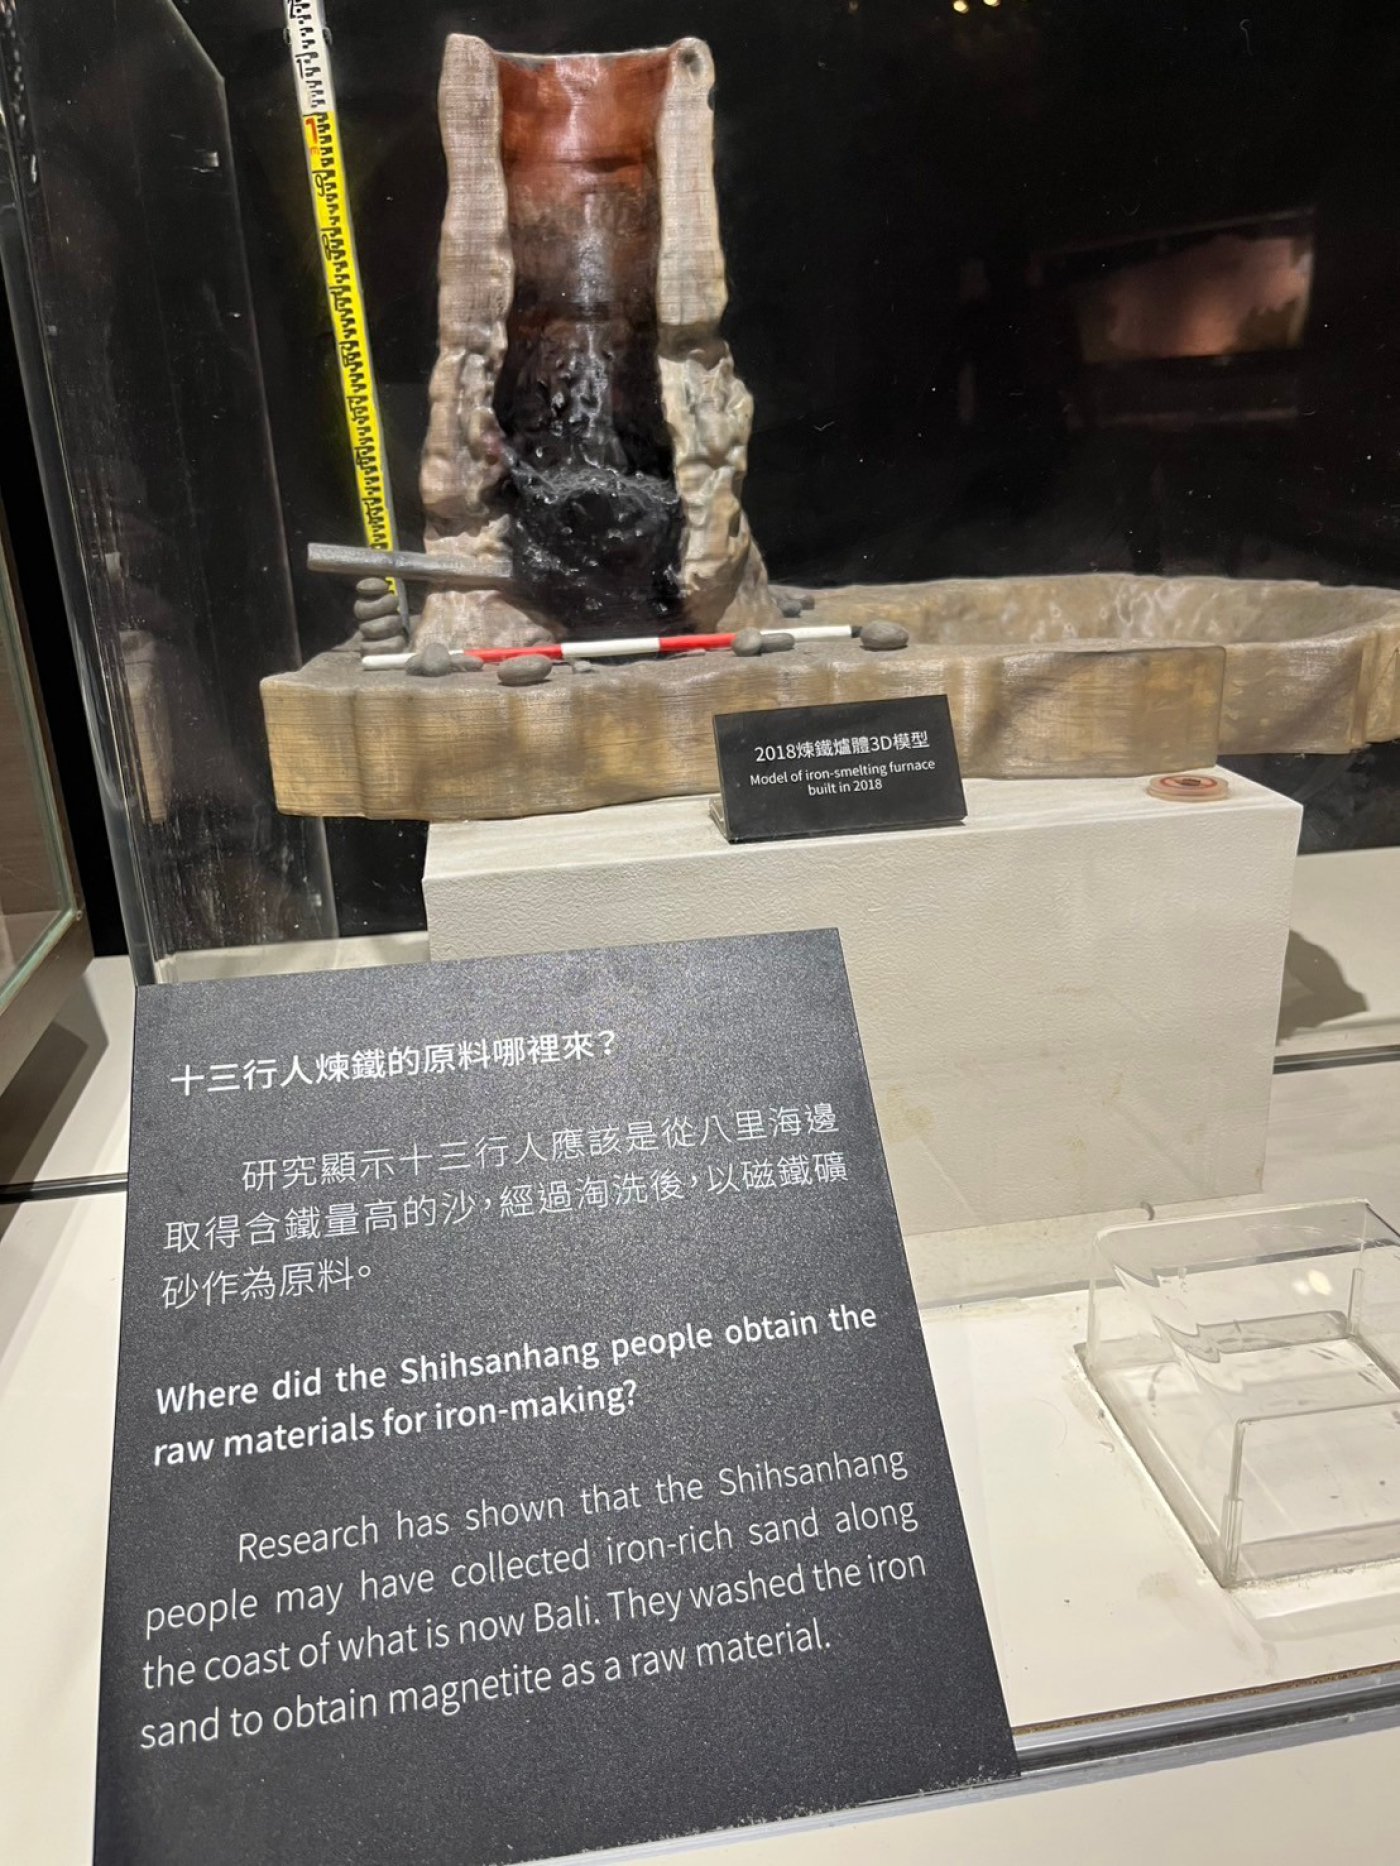 2018煉鐵爐體3D模型
Model of iron-smelting furnace
built in 2018
十三行人煉鐵的原料哪裡來？
研究顯示十三行人應該是從八里海邊
取得含鐵量高的沙，經過淘洗後，以磁鐵礦
砂作為原料。
Where did the Shihsanhang people obtain the
raw materials for iron-making?
Research has shown that the Shihsanhang
people may have collected iron-rich sand along
the coast of what is now Bali. They washed the iron
sand to obtain magnetite as a raw material.